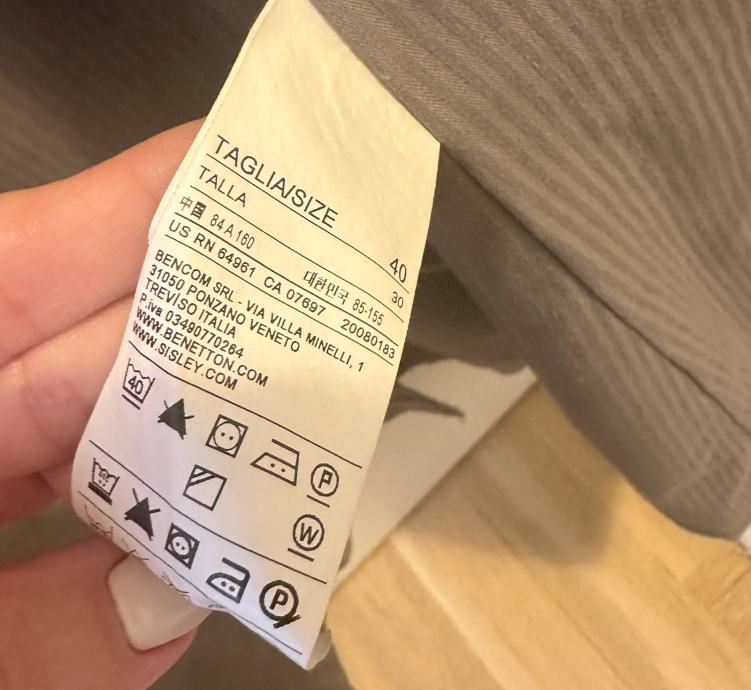 TAGLIA/SIZE 40
TALLA 30
中国 84 A 160 대한민국 85-155
US RN 64961 CA 07697 20080183
BENCOM SRL - VIA VILLA MINELLI, 1
31050 PONZANO VENETO
TREVISO ITALIA
P.iva 03490770264
WWW.BENETTON.COM
WWW.SISLEY.COM
40 P
W
P